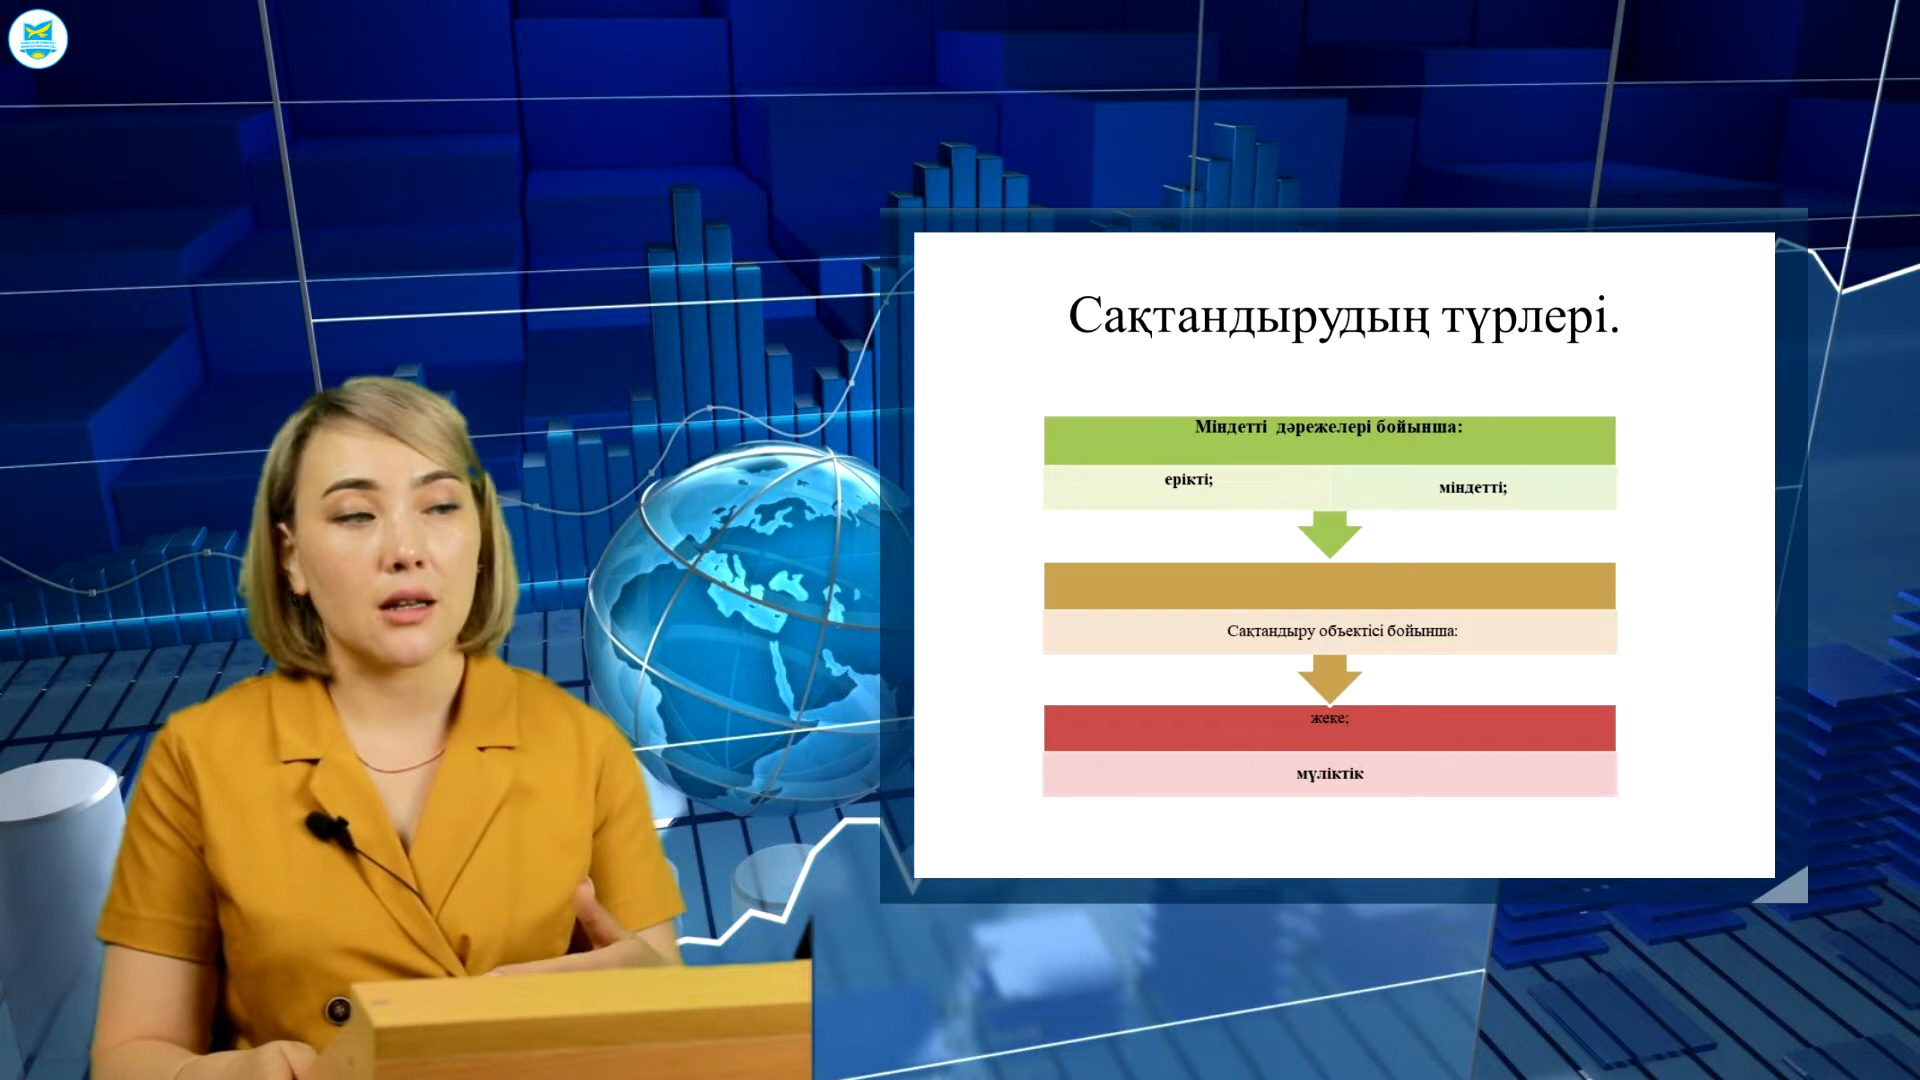 Сақтандырудың түрлері.
Міндетті дәрежелері бойынша:
ерікті;
міндетті;
Сақтандыру объектісі бойынша:
жеке;
мүліктік